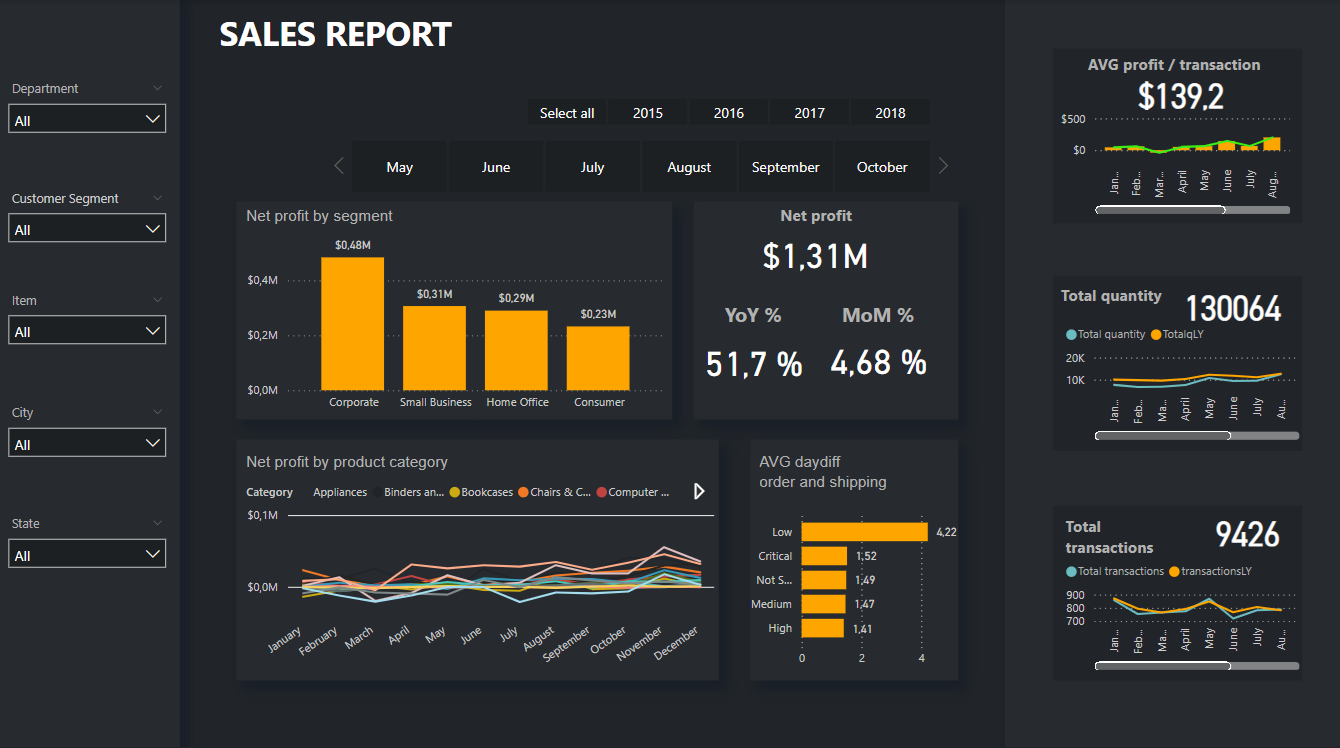 SALES REPORT
Department
All
Customer Segment
All
Item
All
City
All
State
All
Select all 2015 2016 2017 2018
May June July August September October
Net profit by segment
$0,4M
$0,2M
$0,0M
$0,48M
$0,31M
$0,29M
$0,23M
Corporate Small Business Home Office Consumer
Net profit
$1,31M
YoY % MoM %
51,7 % 4,68 %
Net profit by product category
Category Appliances Binders an... Bookcases Chairs & C... Computer ...
$0,1M
$0,0M
January February March April May June July August September October November December
AVG daydiff
order and shipping
Low 4,22
Critical 1,52
Not S... 1,49
Medium 1,47
High 1,41
0 2 4
AVG profit / transaction
$139,2
$500
$0
Jan... Feb... Mar... April May June July Aug...
Total quantity 130064
Total quantity TotalqLY
20K
10K
Jan... Feb... Ma... April May June July Au...
Total
transactions
9426
Total transactions transactionsLY
900
800
700
Jan... Feb... Ma... April May June July Au...